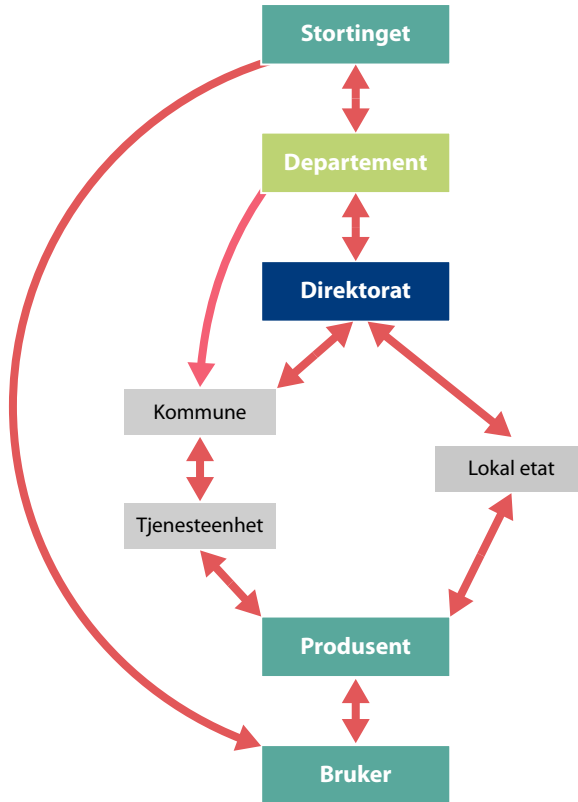 Stortinget
Departement
Direktorat
Kommune
Lokal etat
Tjenesteenhet
Produsent
Bruker